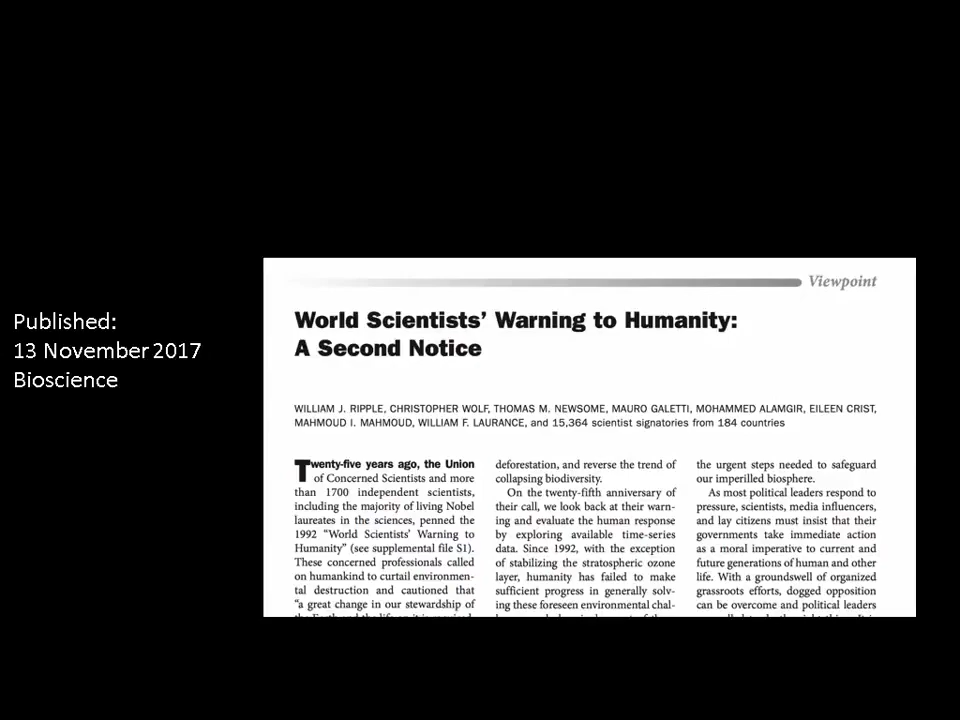 Published:
13 November 2017
Bioscience
Viewpoint
World Scientists' Warning to Humanity:
A Second Notice
WILLIAM J. RIPPLE, CHRISTOPHER WOLF, THOMAS M. NEWSOME, MAURO GALETTI, MOHAMMED ALAMGIR, EILEEN CRIST,
MAHMOUD I. MAHMOUD, WILLIAM F. LAURANCE, and 15,364 scientist signatories from 184 countries
Twenty-five years ago, the Union
of Concerned Scientists and more
than 1700 independent scientists,
including the majority of living Nobel
laureates in the sciences, penned the
1992 “World Scientists' Warning to
Humanity” (see supplemental file S1).
These concerned professionals called
on humankind to curtail environmen-
tal destruction and cautioned that
“a great change in our stewardship of
deforestation, and reverse the trend of
collapsing biodiversity.
On the twenty-fifth anniversary of
their call, we look back at their warn-
ing and evaluate the human response
by exploring available time-series
data. Since 1992, with the exception
of stabilizing the stratospheric ozone
layer, humanity has failed to make
sufficient progress in generally solv-
ing these foreseen environmental chal-
the urgent steps needed to safeguard
our imperilled biosphere.
As most political leaders respond to
pressure, scientists, media influencers,
and lay citizens must insist that their
governments take immediate action
as a moral imperative to current and
future generations of human and other
life. With a groundswell of organized
grassroots efforts, dogged opposition
can be overcome and political leaders